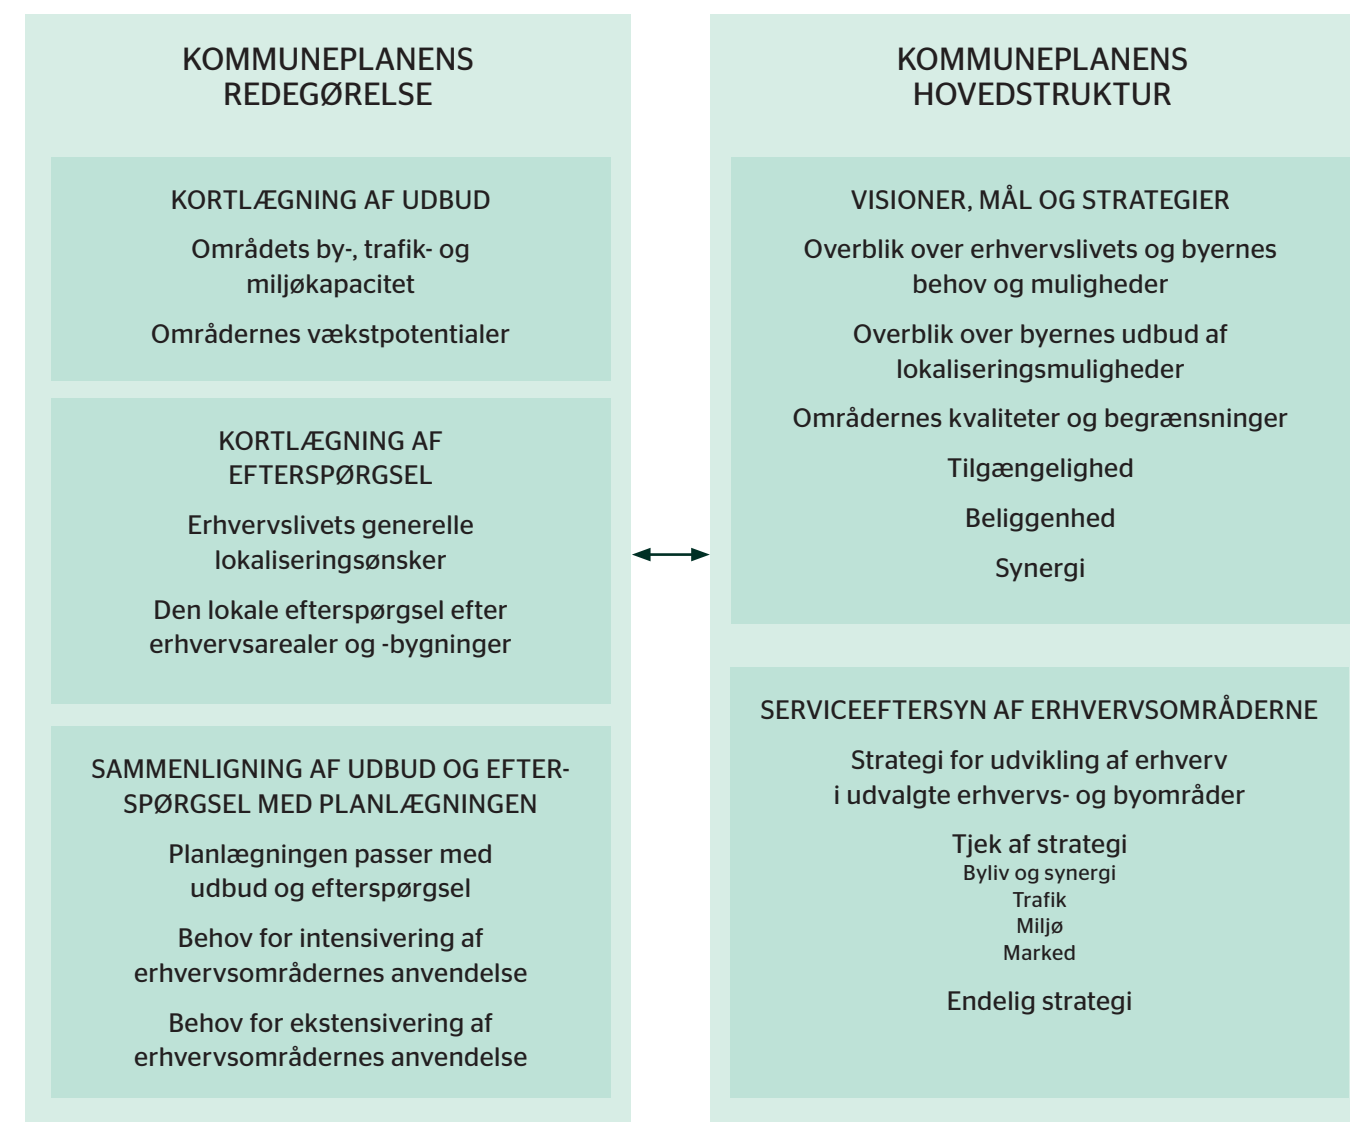 KOMMUNEPLANENS
REDEGØRELSE
KORTLÆGNING AF UDBUD
Områdets by-, trafik- og
miljøkapacitet
Områdernes vækstpotentialer
KORTLÆGNING AF
EFTERSPØRGSEL
Erhvervslivets generelle
lokaliseringsønsker
Den lokale efterspørgsel efter
erhvervsarealer og -bygninger
SAMMENLIGNING AF UDBUD OG EFTER-
SPØRGSEL MED PLANLÆGNINGEN
Planlægningen passer med
udbud og efterspørgsel
Behov for intensivering af
erhvervsområdernes anvendelse
Behov for ekstensivering af
erhvervsområdernes anvendelse
KOMMUNEPLANENS
HOVEDSTRUKTUR
VISIONER, MÅL OG STRATEGIER
Overblik over erhvervslivets og byernes
behov og muligheder
Overblik over byernes udbud af
lokaliseringsmuligheder
Områdernes kvaliteter og begrænsninger
Tilgængelighed
Beliggenhed
Synergi
SERVICEEFTERSYN AF ERHVERVSOMRÅDERNE
Strategi for udvikling af erhverv
i udvalgte erhvervs- og byområder
Tjek af strategi
Byliv og synergi
Trafik
Miljø
Marked
Endelig strategi